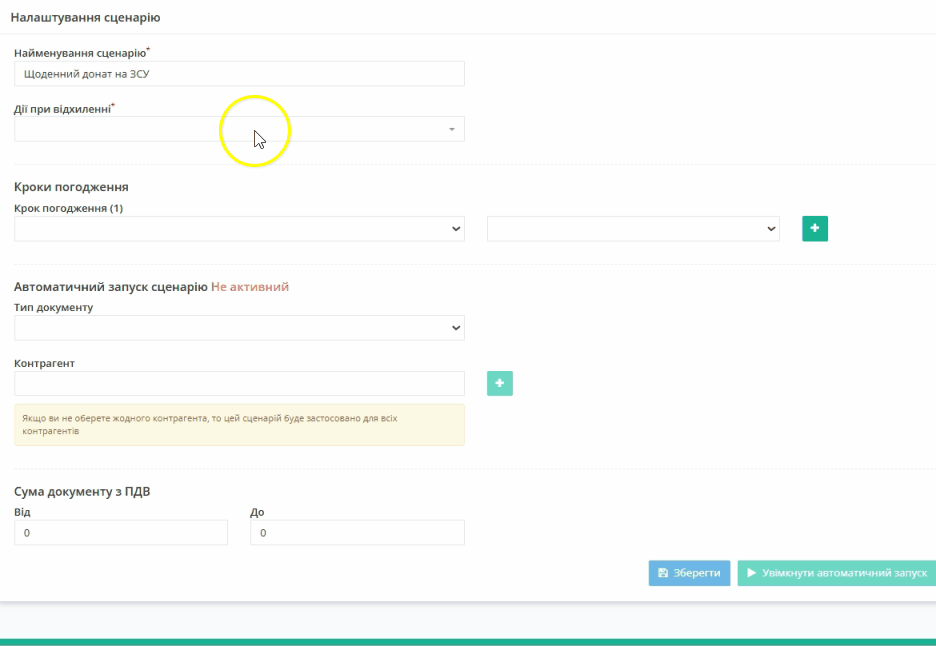 Налаштування сценарію
Найменування сценарію*
Щоденний донат на ЗСУ
Дії при відхиленні*
Кроки погодження
Крок погодження (1)
Автоматичний запуск сценарію Не активний
Тип документу
Контрагент
Якщо ви не оберете жодного контрагента, то цей сценарій буде застосовано для всіх
контрагентів
Сума документу з ПДВ
Від До
0 0
Зберегти Увімкнути автоматичний запуск